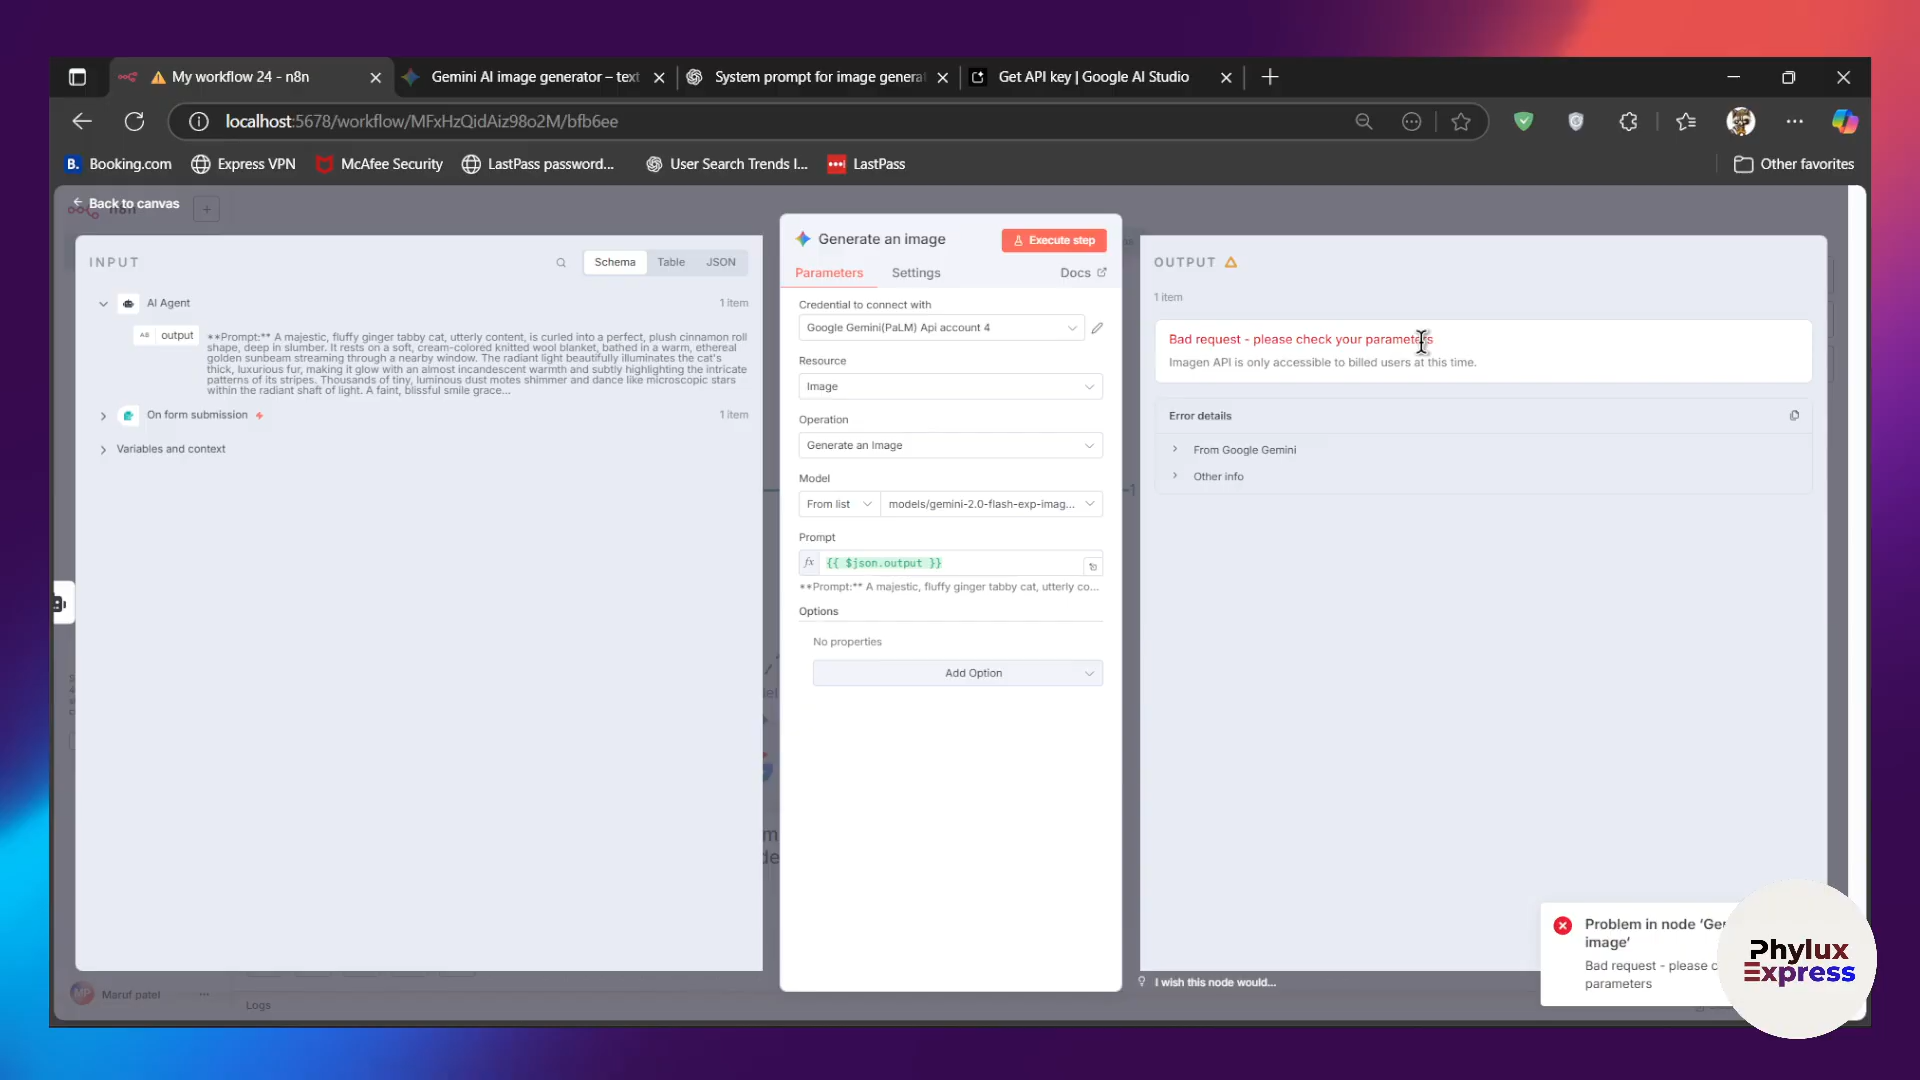 My workflow 24 - n8n
Gemini AI image generator – text
System prompt for image genera
Get API key | Google AI Studio
localhost:5678/workflow/MFxHzQidAiz98o2M/bfb6ee
B. Booking.com
Express VPN
McAfee Security
LastPass password...
User Search Trends I...
LastPass
Other favorites
Back to canvas
n8n
INPUT
Schema
Table
JSON
AI Agent
1 item
AB output
**Prompt:** A majestic, fluffy ginger tabby cat, utterly content, is curled into a perfect, plush cinnamon roll
shape, deep in slumber. It rests on a soft, cream-colored knitted wool blanket, bathed in a warm, ethereal
golden sunbeam streaming through a nearby window. The radiant light beautifully illuminates the cat's
thick, luxurious fur, making it glow with an almost incandescent warmth and subtly highlighting the intricate
patterns of its stripes. Thousands of tiny, luminous dust motes shimmer and dance like microscopic stars
within the radiant shaft of light. A faint, blissful smile grace...
On form submission
1 item
Variables and context
Generate an image
Execute step
Parameters
Settings
Docs
Credential to connect with
Google Gemini(PaLM) Api account 4
Resource
Image
Operation
Generate an Image
Model
From list
models/gemini-2.0-flash-exp-imag...
Prompt
fx {{ $json.output }}
**Prompt:** A majestic, fluffy ginger tabby cat, utterly co...
Options
No properties
Add Option
OUTPUT
1 item
Bad request - please check your parameters
Imagen API is only accessible to billed users at this time.
Error details
From Google Gemini
Other info
I wish this node would...
Problem in node ‘Ge
image’
Bad request - please c
parameters
Phylux
Express
MP Maruf patel
Logs